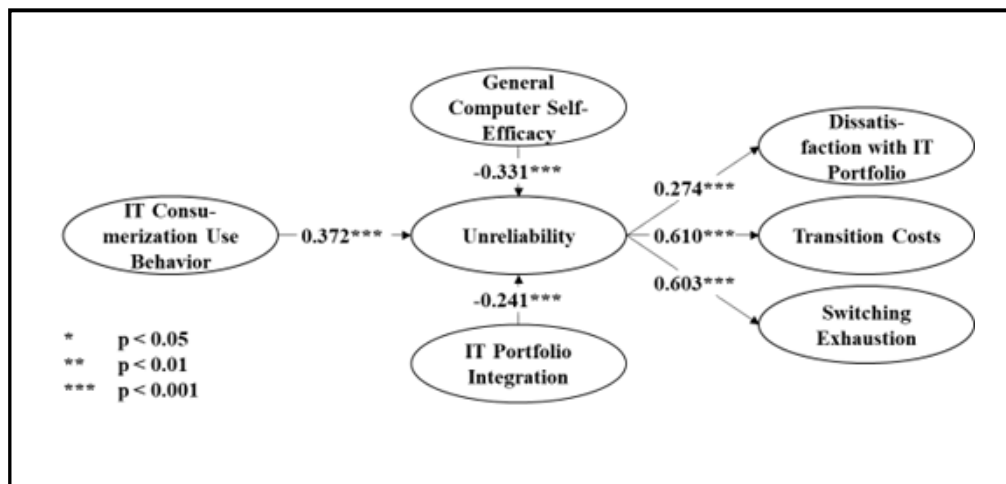 General
Computer Self-
Efficacy
-0.331***
IT Consu-
merization Use
Behavior
0.372***
Unreliability
-0.241***
IT Portfolio
Integration
0.274***
0.610***
0.603***
Dissatis-
faction with IT
Portfolio
Transition Costs
Switching
Exhaustion
* p < 0.05
** p < 0.01
*** p < 0.001